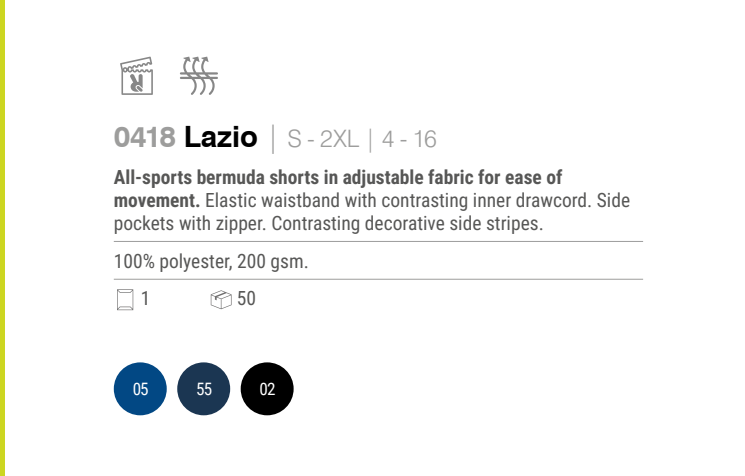 0418 Lazio | S - 2XL | 4 - 16
All-sports bermuda shorts in adjustable fabric for ease of
movement. Elastic waistband with contrasting inner drawcord. Side
pockets with zipper. Contrasting decorative side stripes.
100% polyester, 200 gsm.
1 50
05 55 02